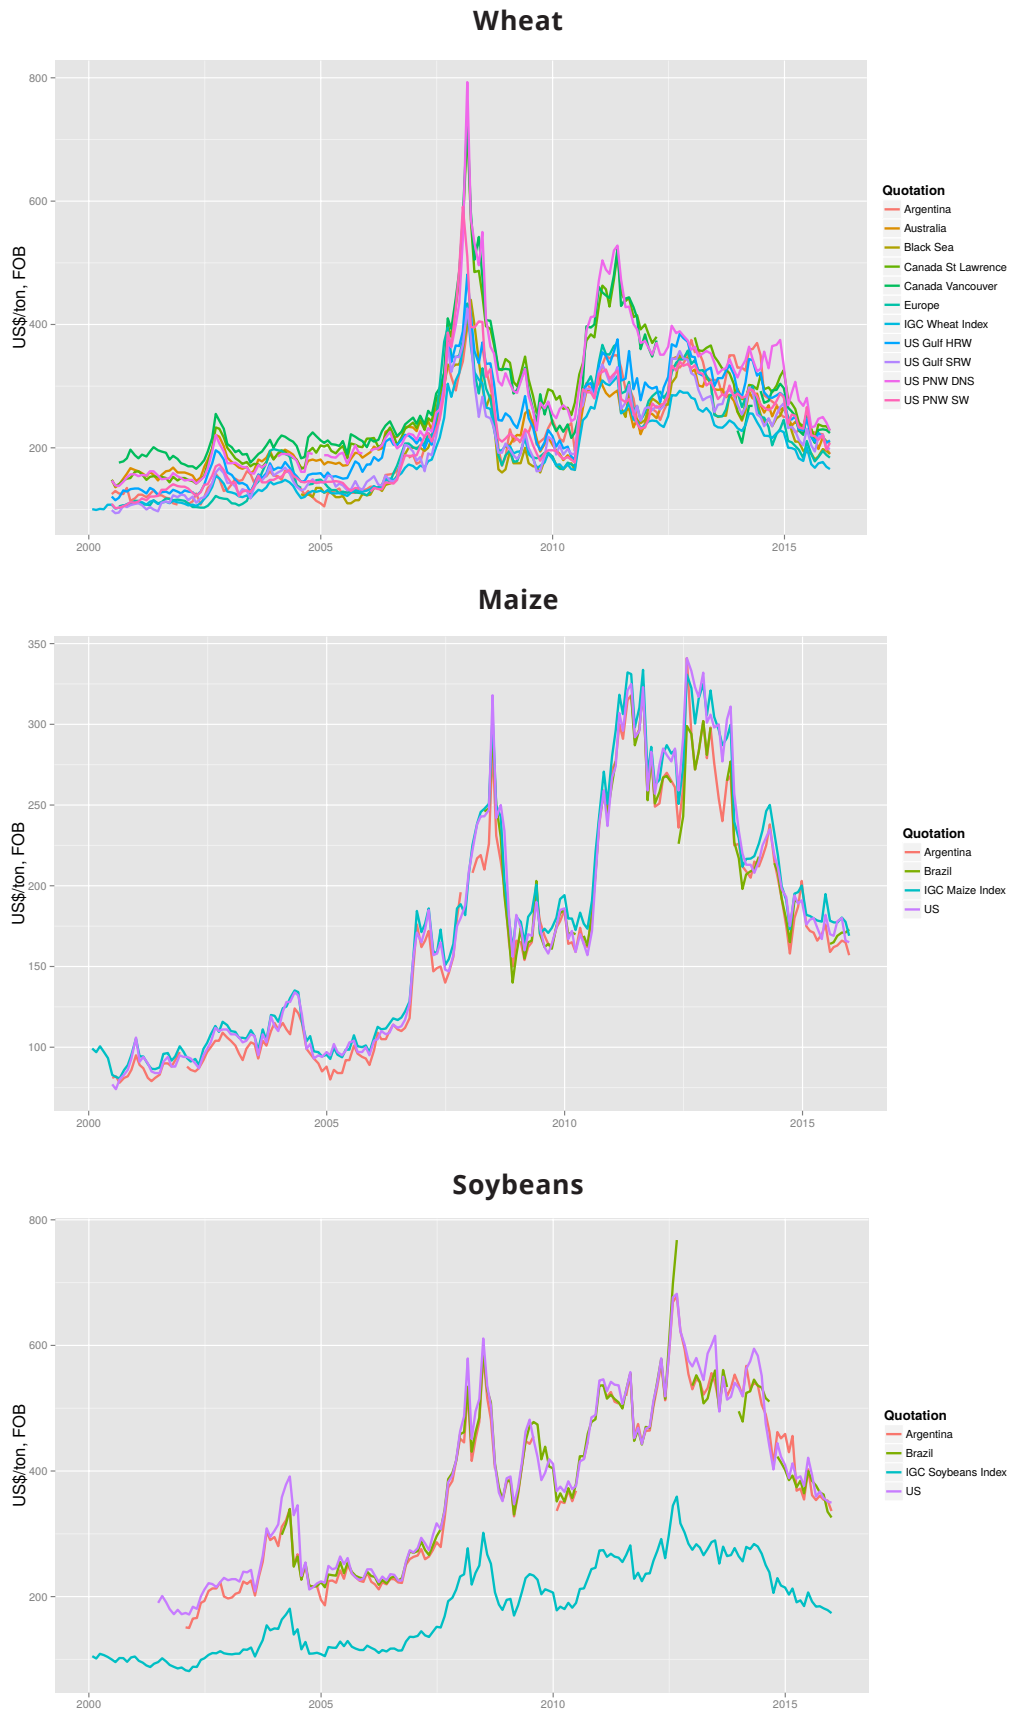 Wheat
800
600
400
200
US$/ton, FOB
2000 2005 2010 2015
Quotation
Argentina
Australia
Black Sea
Canada St Lawrence
Canada Vancouver
Europe
IGC Wheat Index
US Gulf HRW
US Gulf SRW
US PNW DNS
US PNW SW
Maize
350
300
250
200
150
100
US$/ton, FOB
2000 2005 2010 2015
Quotation
Argentina
Brazil
IGC Maize Index
US
Soybeans
800
600
400
200
US$/ton, FOB
2000 2005 2010 2015
Quotation
Argentina
Brazil
IGC Soybeans Index
US